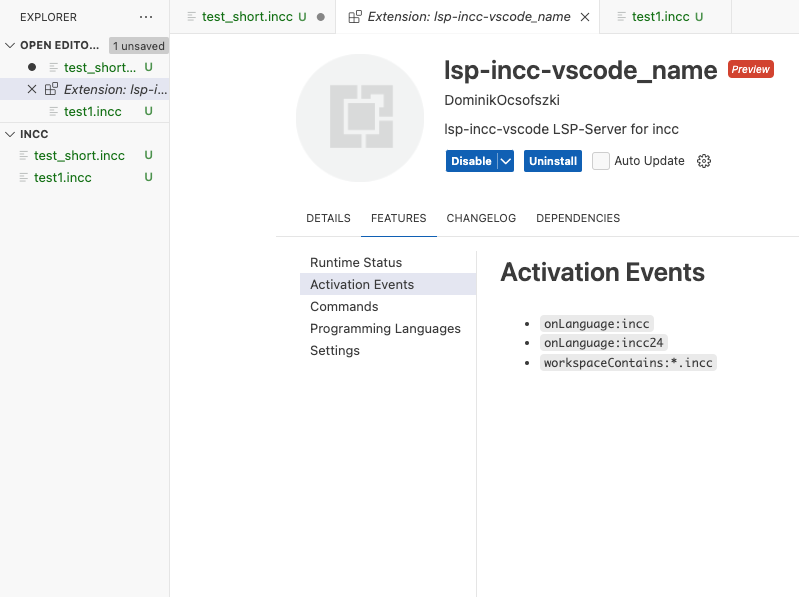 EXPLORER
OPEN EDITO... 1 unsaved
test_short... U
Extension: lsp-i...
test1.incc U
INCC
test_short.incc U
test1.incc U
test_short.incc U
Extension: lsp-incc-vscode_name
test1.incc U
lsp-incc-vscode_name Preview
DominikOcsofszki
lsp-incc-vscode LSP-Server for incc
Disable Uninstall Auto Update
DETAILS FEATURES CHANGELOG DEPENDENCIES
Runtime Status
Activation Events
Commands
Programming Languages
Settings
Activation Events
onLanguage:incc
onLanguage:incc24
workspaceContains:*.incc